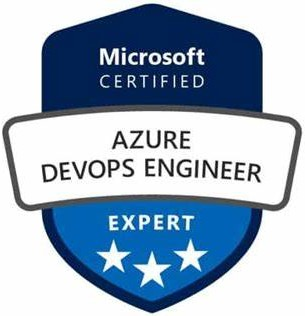 Microsoft
CERTIFIED
AZURE
DEVOPS ENGINEER
EXPERT